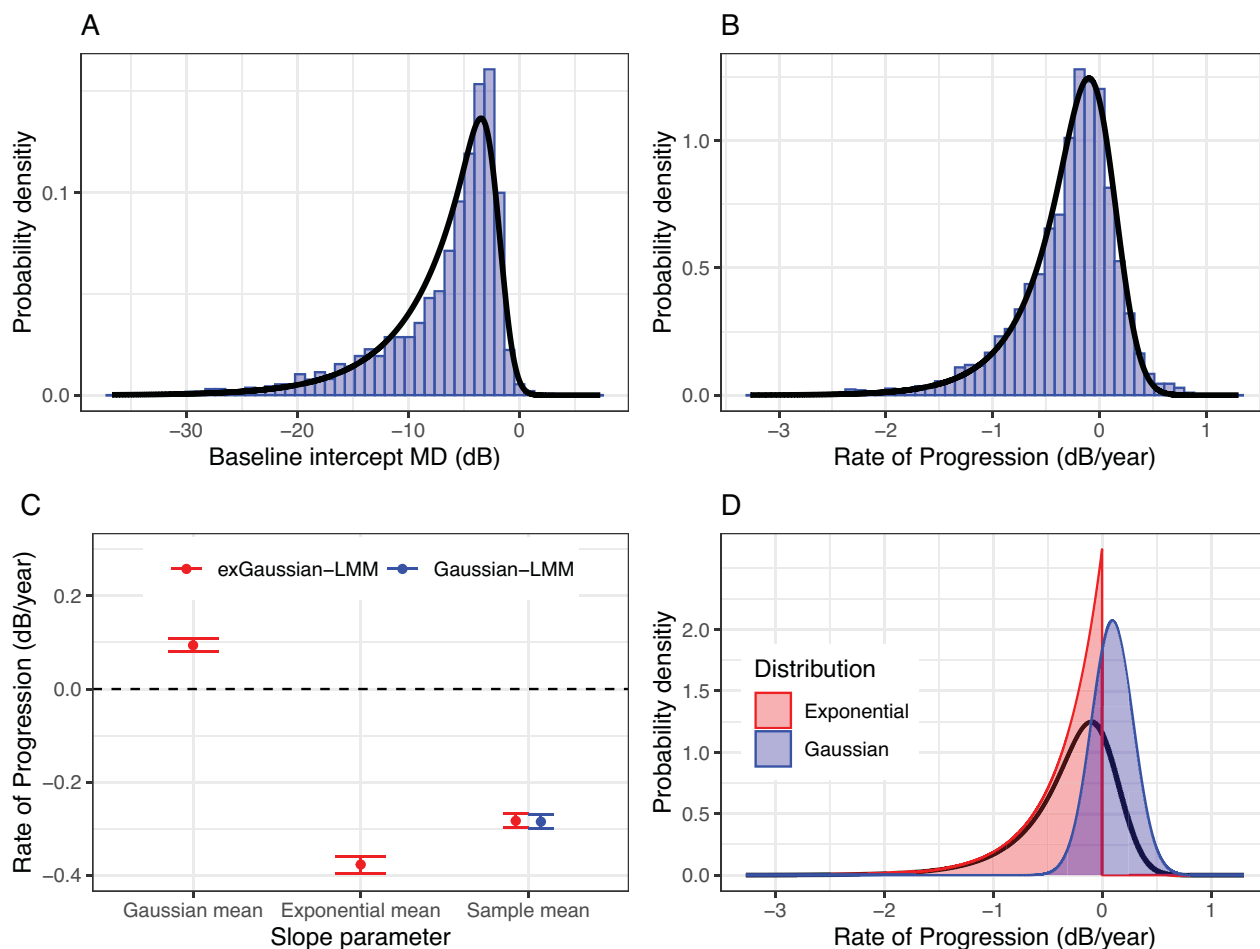 A
Probability densitiy
0.1
0.0
−30 −20 −10 0
Baseline intercept MD (dB)
B
Probability densitiy
1.0
0.5
0.0
−3 −2 −1 0 1
Rate of Progression (dB/year)
C
Rate of Progression (dB/year)
exGaussian−LMM Gaussian−LMM
0.2
0.0
−0.2
−0.4
Gaussian mean Exponential mean Sample mean
Slope parameter
D
Probability densitiy
2.0
1.5
1.0
0.5
0.0
Distribution
Exponential
Gaussian
−3 −2 −1 0 1
Rate of Progression (dB/year)